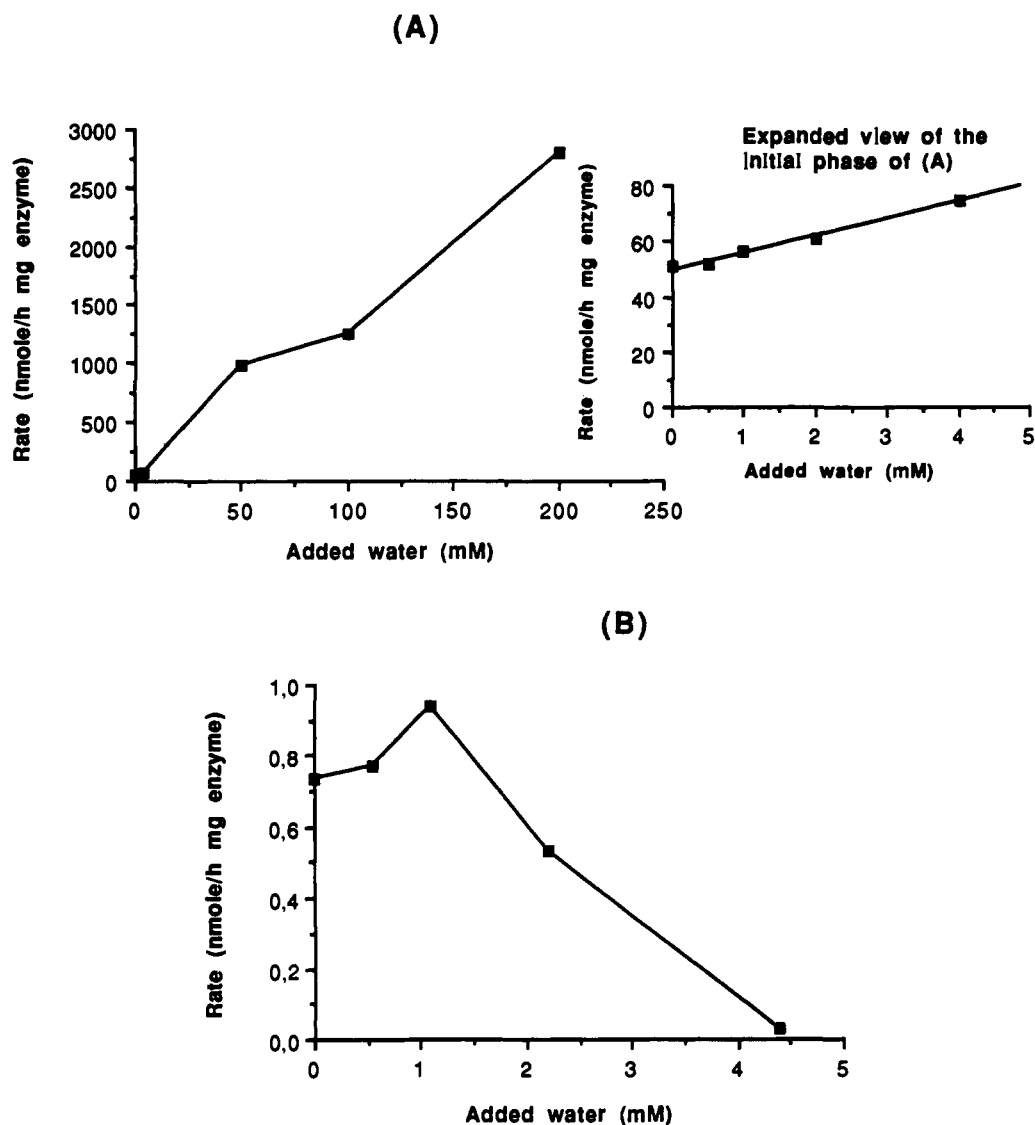 (A)
Rate (nmole/h mg enzyme)
3000
2500
2000
1500
1000
500
0
0 50 100 150 200 250
Added water (mM)
Expanded view of the
initial phase of (A)
Rate (nmole/h mg enzyme)
80
60
40
20
0
0 1 2 3 4 5
Added water (mM)
(B)
Rate (nmole/h mg enzyme)
1,0
0,8
0,6
0,4
0,2
0,0
0 1 2 3 4 5
Added water (mM)